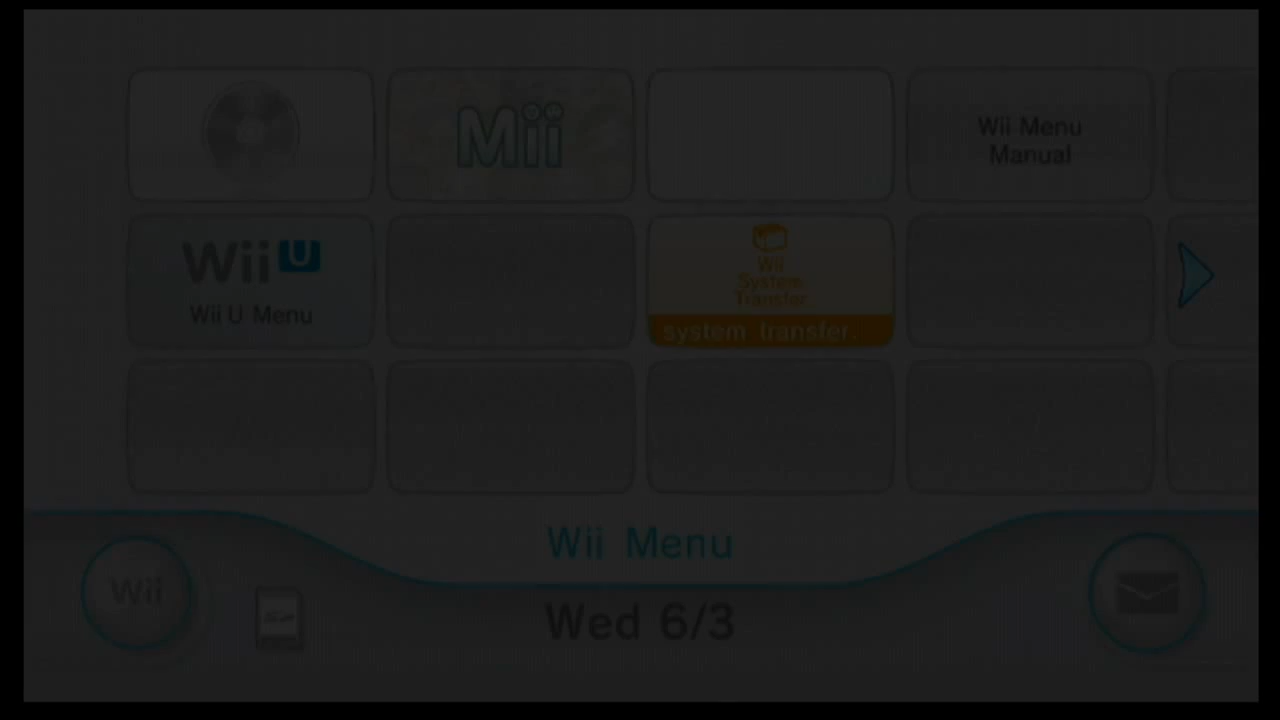 Mii
Wii Menu
Manual
Wii U
Wii U Menu
Wii
System
Transfer
system transfer.
Wii Menu
Wii
Wed 6/3